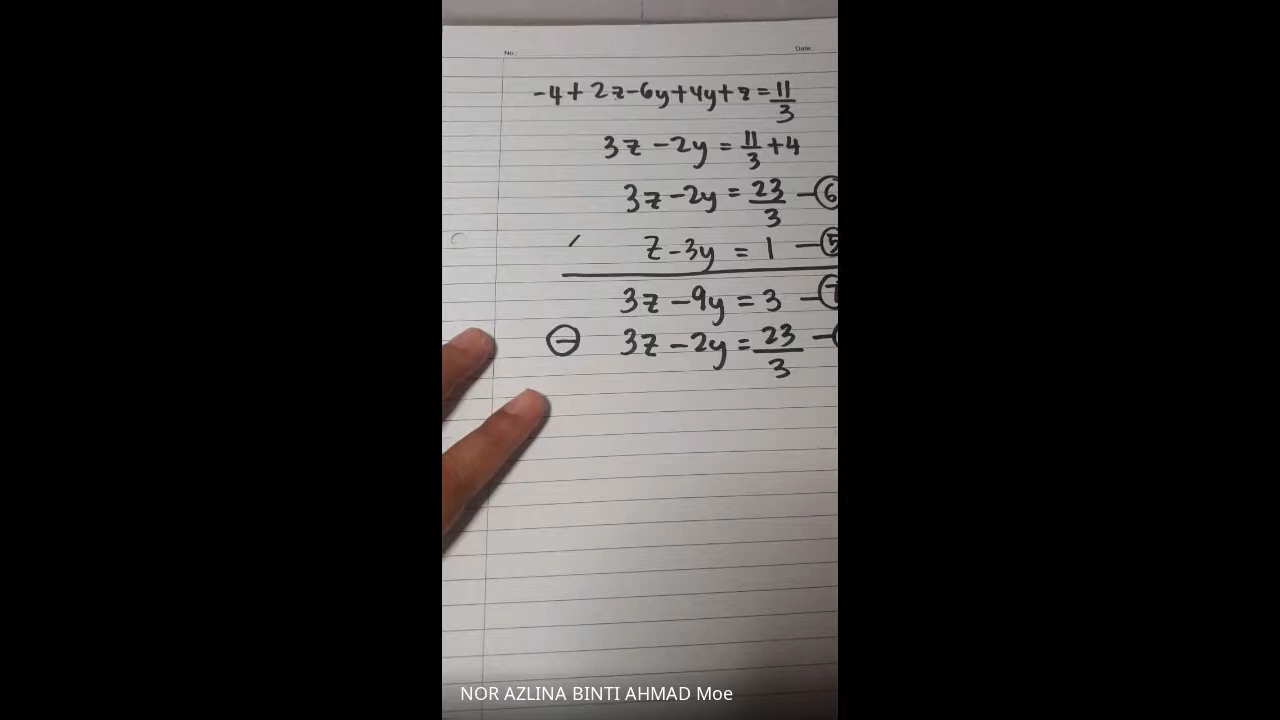 No.: Date:
-4 + 2z - 6y + 4y + z = 11/3
3z - 2y = 11/3 + 4
3z - 2y = 23/3 — ⑥
z - 3y = 1 — ⑤
3z - 9y = 3 — ⑦
⊖ 3z - 2y = 23/3 —
NOR AZLINA BINTI AHMAD Moe